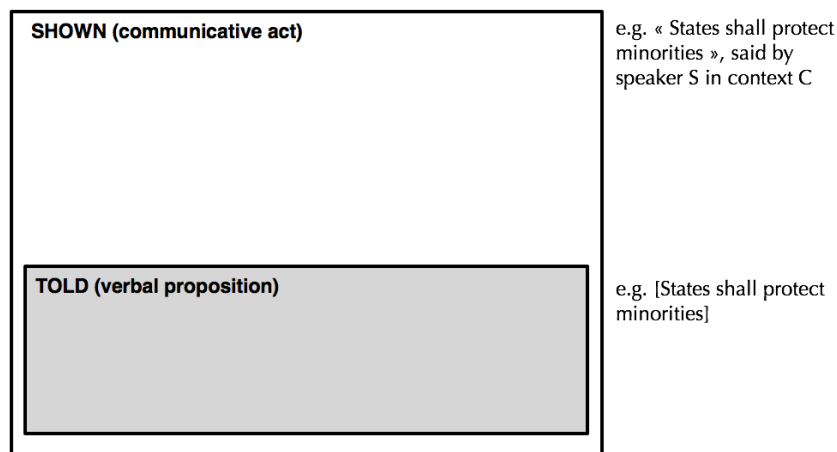 SHOWN (communicative act)
e.g. « States shall protect
minorities », said by
speaker S in context C
TOLD (verbal proposition)
e.g. [States shall protect
minorities]